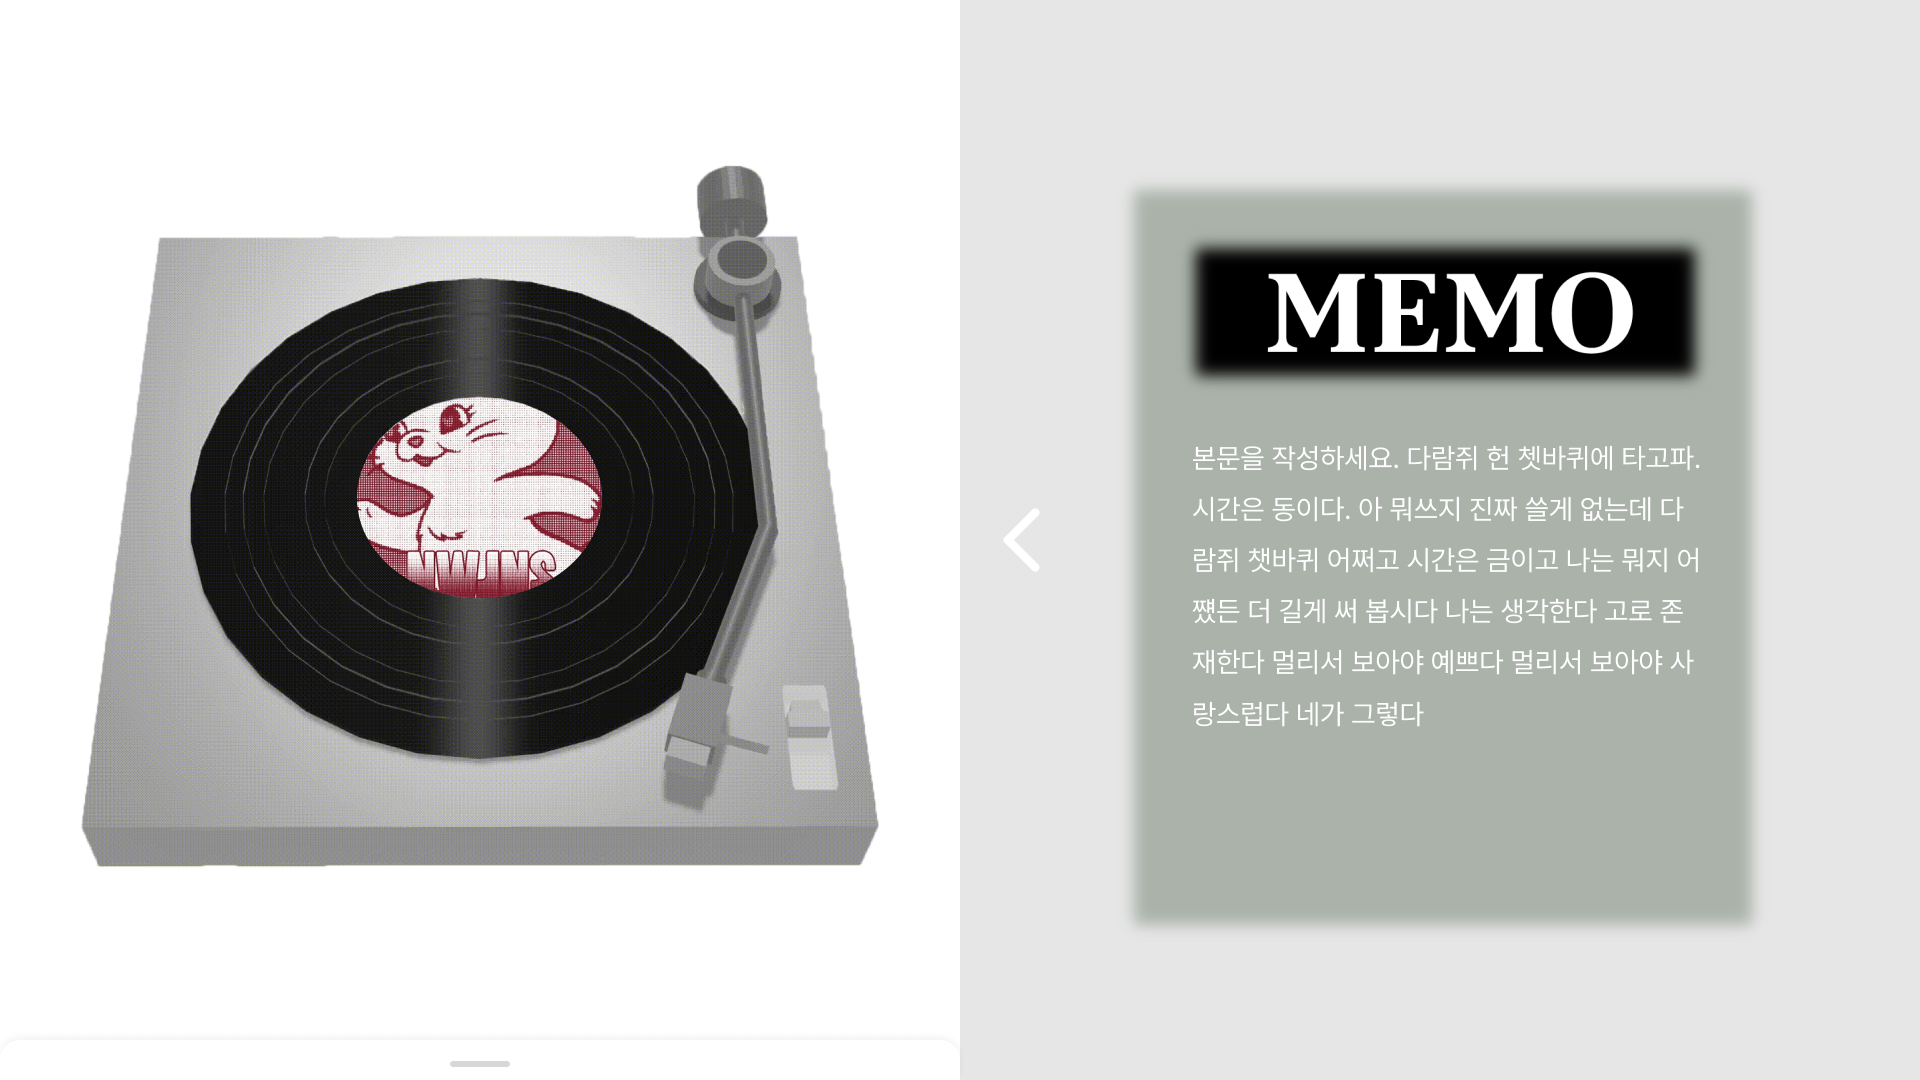 NWJNS
MEMO
본문을 작성하세요. 다람쥐 헌 쳇바퀴에 타고파.
시간은 동이다. 아 뭐쓰지 진짜 쓸게 없는데 다
람쥐 챗바퀴 어쩌고 시간은 금이고 나는 뭐지 어
쨌든 더 길게 써 봅시다 나는 생각한다 고로 존
재한다 멀리서 보아야 예쁘다 멀리서 보아야 사
랑스럽다 네가 그렇다